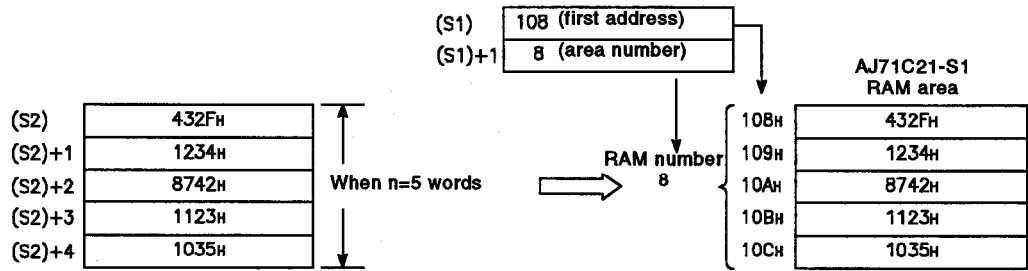 (S1) 108 (first address)
(S1)+1 8 (area number)
AJ71C21-S1
RAM area
(S2) 432FH
(S2)+1 1234H
(S2)+2 8742H
(S2)+3 1123H
(S2)+4 1035H
When n=5 words
RAM number
8
108H 432FH
109H 1234H
10AH 8742H
10BH 1123H
10CH 1035H